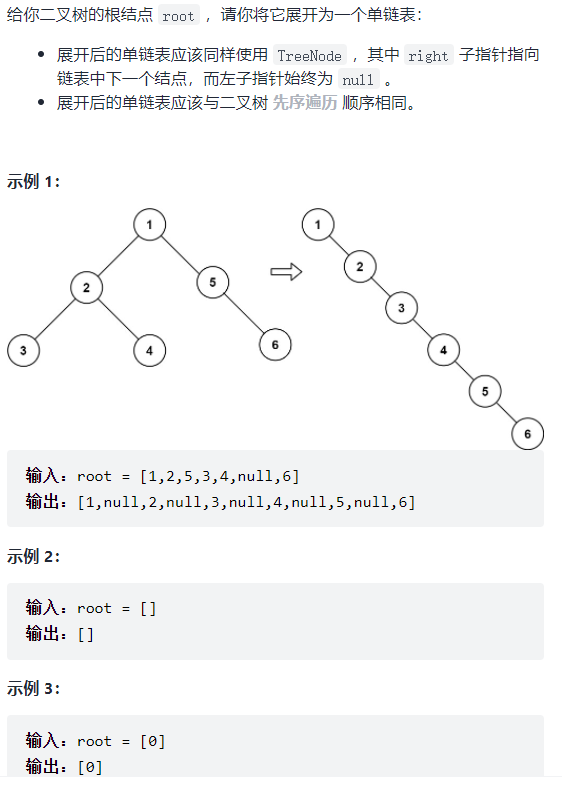 给你二叉树的根结点 root ，请你将它展开为一个单链表：
展开后的单链表应该同样使用 TreeNode ，其中 right 子指针指向
链表中下一个结点，而左子指针始终为 null 。
展开后的单链表应该与二叉树 先序遍历 顺序相同。
示例 1：
1
2
5
3
4
6
1
2
3
4
5
6
输入：root = [1,2,5,3,4,null,6]
输出：[1,null,2,null,3,null,4,null,5,null,6]
示例 2：
输入：root = []
输出：[]
示例 3：
输入：root = [0]
输出：[0]